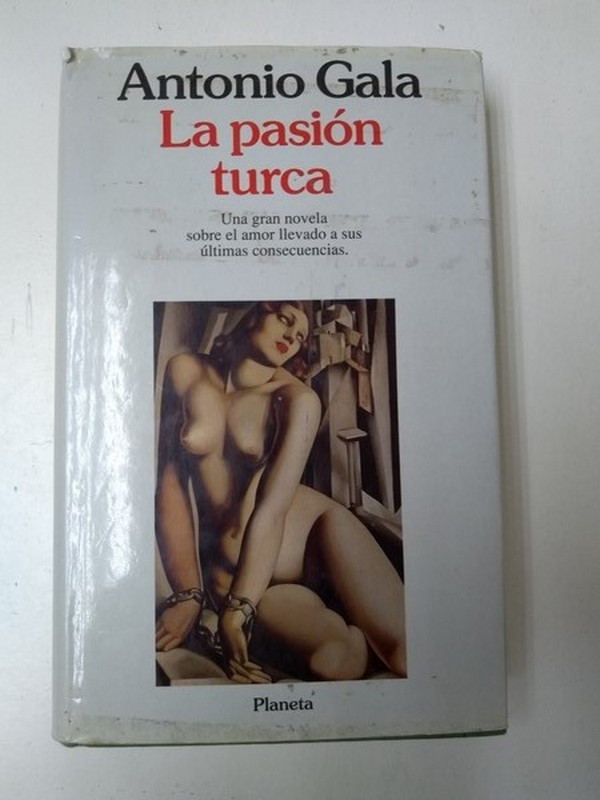 Antonio Gala
La pasión
turca
Una gran novela
sobre el amor llevado a sus
últimas consecuencias.
Planeta